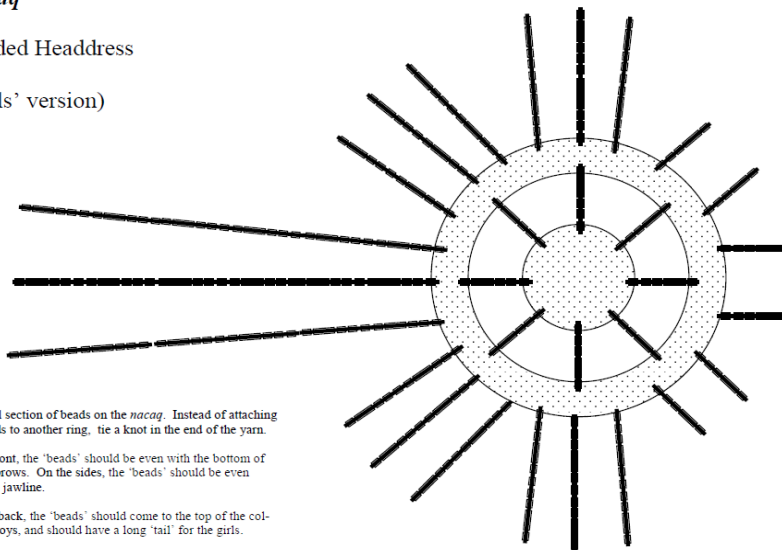 ded Headdress
ls' version)
l section of beads on the nacaq. Instead of attaching
ls to another ring, tie a knot in the end of the yarn.
ont, the 'beads' should be even with the bottom of
rows. On the sides, the 'beads' should be even
jawline.
back, the 'beads' should come to the top of the col-
oys, and should have a long 'tail' for the girls.